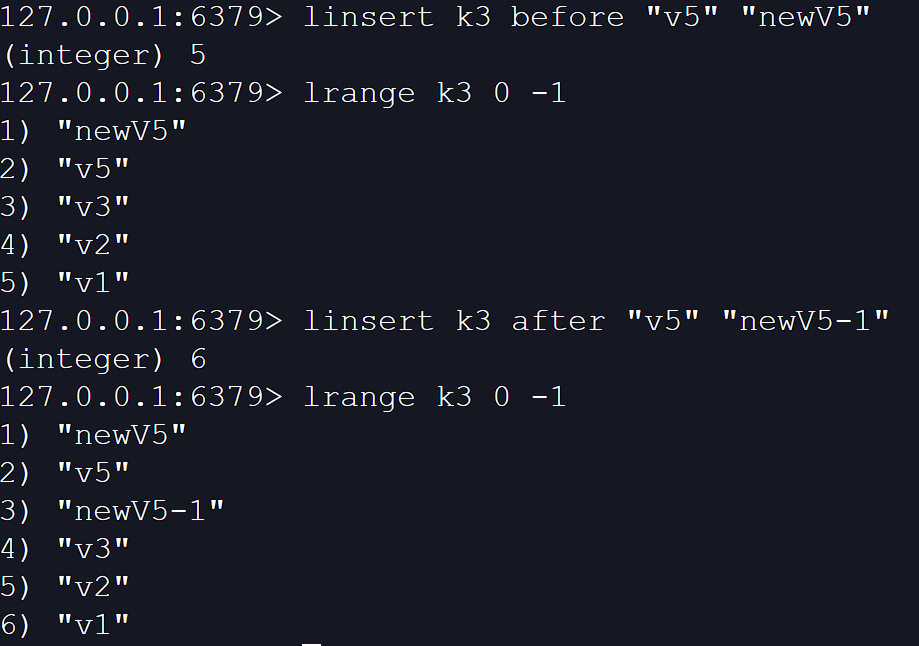 127.0.0.1:6379> linsert k3 before "v5" "newV5"
(integer) 5
127.0.0.1:6379> lrange k3 0 -1
1) "newV5"
2) "v5"
3) "v3"
4) "v2"
5) "v1"
127.0.0.1:6379> linsert k3 after "v5" "newV5-1"
(integer) 6
127.0.0.1:6379> lrange k3 0 -1
1) "newV5"
2) "v5"
3) "newV5-1"
4) "v3"
5) "v2"
6) "v1"